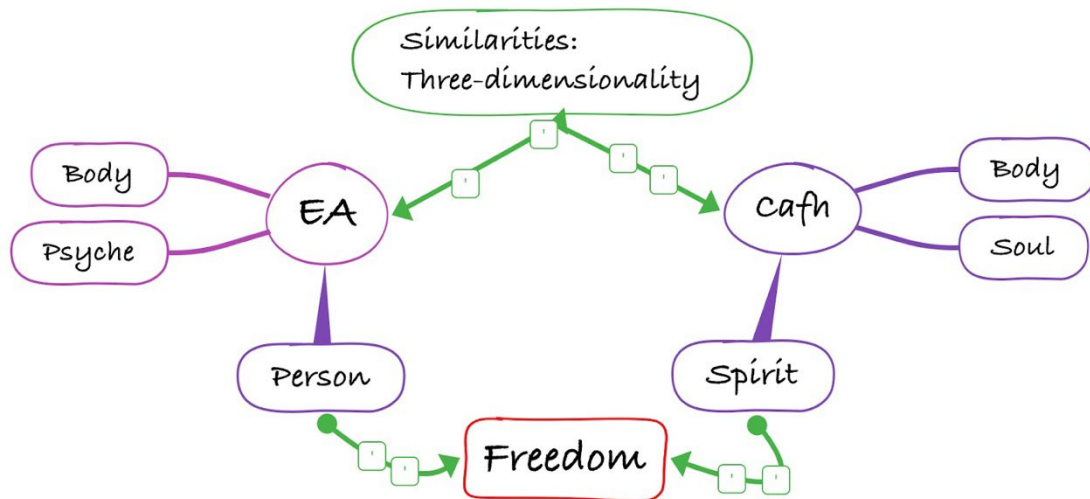 Similarities:
Three-dimensionality
Body
EA
Psyche
Cafh
Body
Soul
Person
Spirit
Freedom